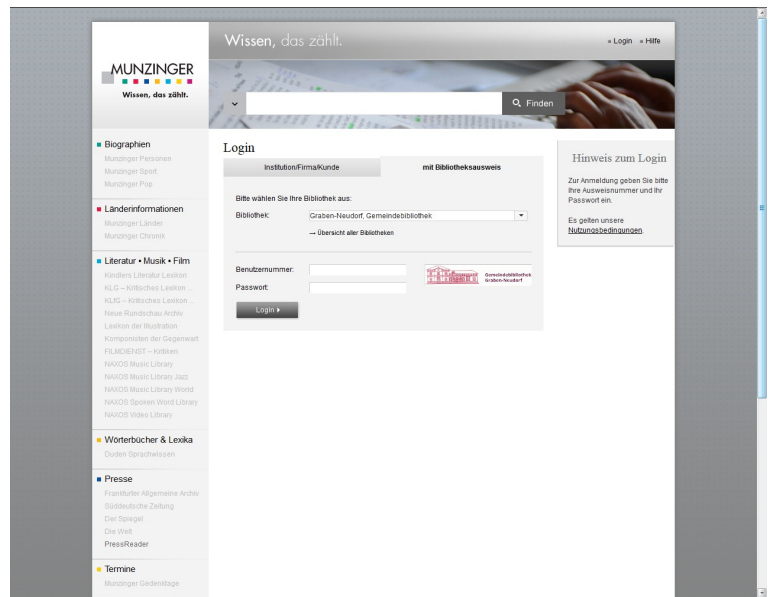 Wissen, das zählt.
Login
Hilfe
MUNZINGER
Wissen, das zählt.
Finden
Biographien
Munzinger Personen
Munzinger Sport
Munzinger Pop
Länderinformationen
Munzinger Länder
Munzinger Chronik
Literatur • Musik • Film
Kindlers Literatur Lexikon
KLG – Kritisches Lexikon ...
KLfG – Kritisches Lexikon ...
Neue Rundschau Archiv
Lexikon der Illustration
Komponisten der Gegenwart
FILMDIENST – Kritiken
NAXOS Music Library
NAXOS Music Library Jazz
NAXOS Music Library World
NAXOS Spoken Word Library
NAXOS Video Library
Wörterbücher & Lexika
Duden Sprachwissen
Presse
Frankfurter Allgemeine Archiv
Süddeutsche Zeitung
Der Spiegel
Die Welt
PressReader
Termine
Munzinger Gedenktage
Login
Institution/Firma/Kunde
mit Bibliotheksausweis
Bitte wählen Sie Ihre Bibliothek aus:
Bibliothek: Graben-Neudorf, Gemeindebibliothek
→ Übersicht aller Bibliotheken
Benutzernummer:
Passwort:
Login
Gemeindebibliothek
Graben-Neudorf
Hinweis zum Login
Zur Anmeldung geben Sie bitte
Ihre Ausweisnummer und Ihr
Passwort ein.
Es gelten unsere
Nutzungsbedingungen.